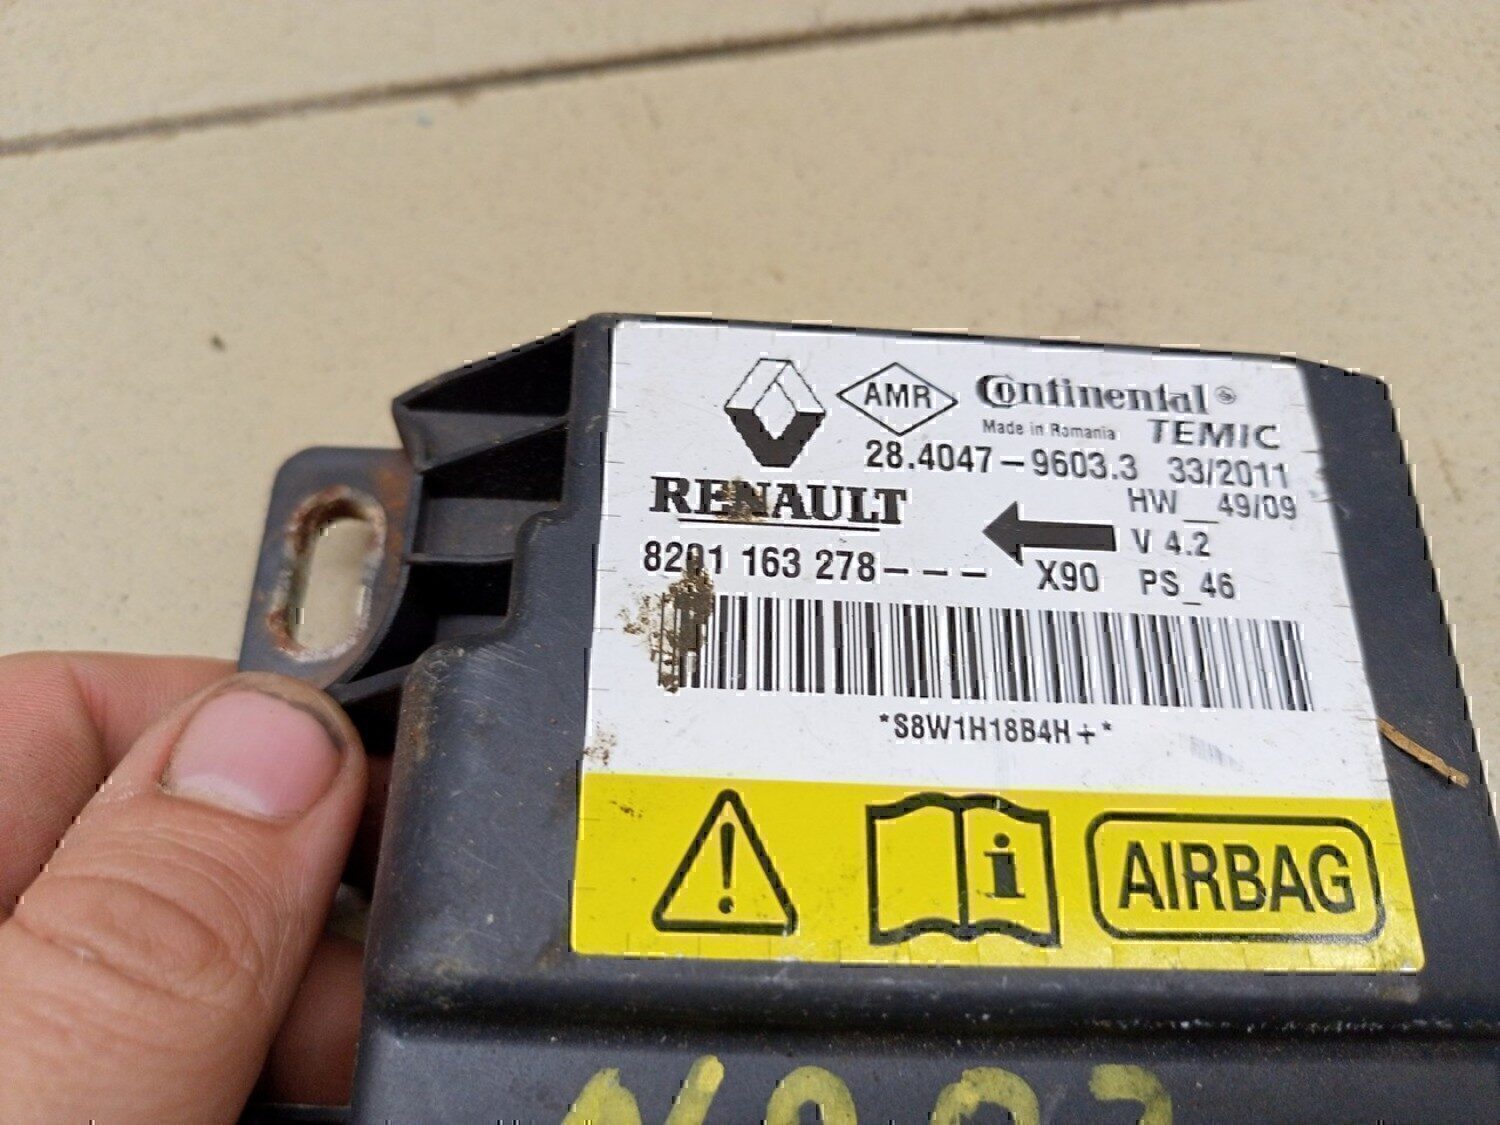 AMR Continental®
Made in Romania TEMIC
28.4047-9603.3 33/2011
RENAULT HW_49/09
V 4.2
8201 163 278--- X90 PS_46
*S8W1H18B4H+*
i
AIRBAG